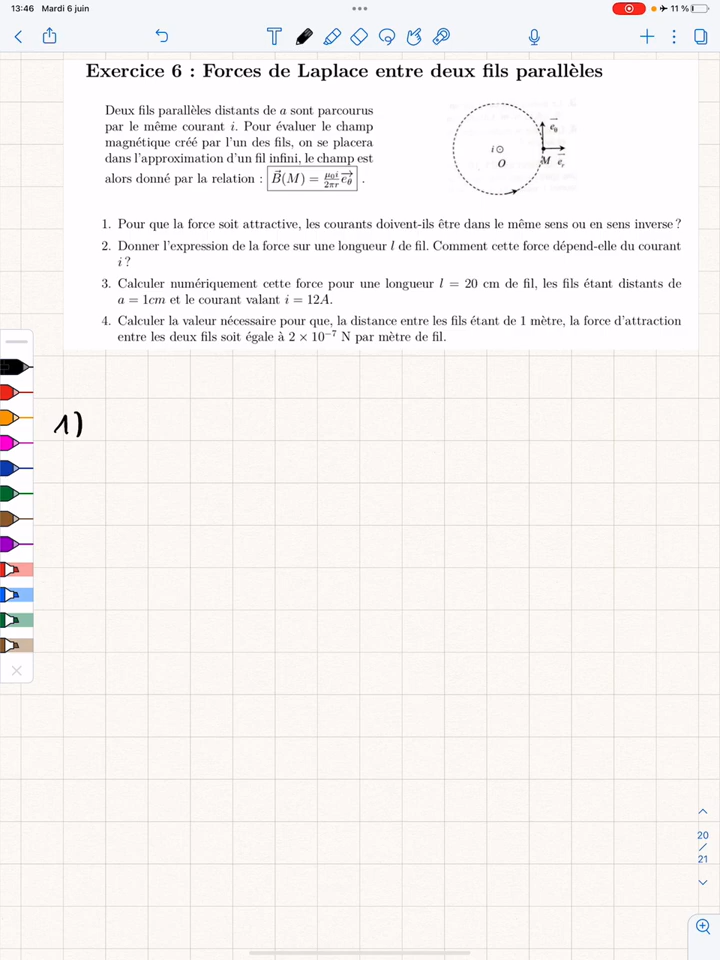 13:46 Mardi 6 juin
11 %
Exercice 6 : Forces de Laplace entre deux fils parallèles
Deux fils parallèles distants de a sont parcourus
par le même courant i. Pour évaluer le champ
magnétique créé par l'un des fils, on se placera
dans l'approximation d'un fil infini, le champ est
alors donné par la relation : B⃗(M) = μ₀i/2πr e⃗θ .
e⃗θ
i
O
M
e⃗r
1. Pour que la force soit attractive, les courants doivent-ils être dans le même sens ou en sens inverse ?
2. Donner l'expression de la force sur une longueur l de fil. Comment cette force dépend-elle du courant
i ?
3. Calculer numériquement cette force pour une longueur l = 20 cm de fil, les fils étant distants de
a = 1cm et le courant valant i = 12A.
4. Calculer la valeur nécessaire pour que, la distance entre les fils étant de 1 mètre, la force d'attraction
entre les deux fils soit égale à 2 × 10⁻⁷ N par mètre de fil.
1)
20
/
21